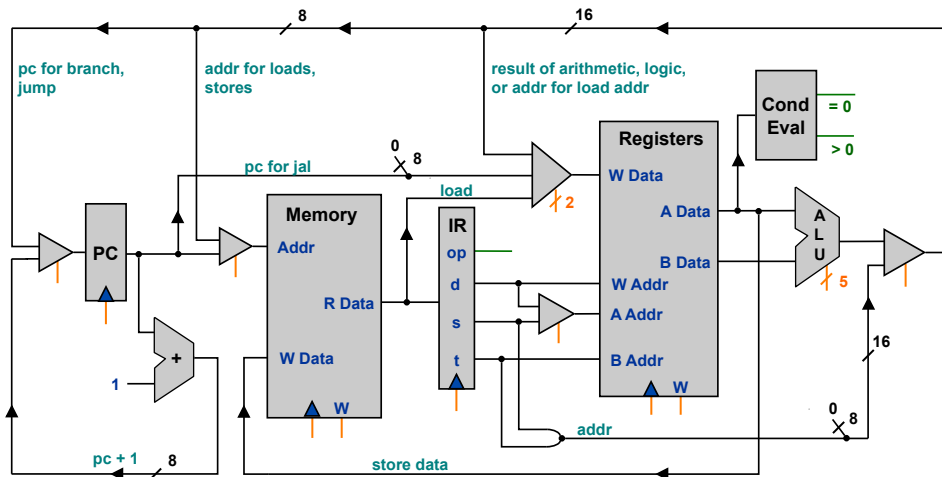 8
16
pc for branch,
jump
addr for loads,
stores
result of arithmetic, logic,
or addr for load addr
Cond
Eval
= 0
> 0
Registers
0
8
pc for jal
W Data
load
2
Memory
IR
A Data
A
L
U
PC
Addr
op
B Data
5
R Data
d
W Addr
s
A Addr
W Data
t
B Addr
16
+
1
W
W
0
8
addr
pc + 1
8
store data